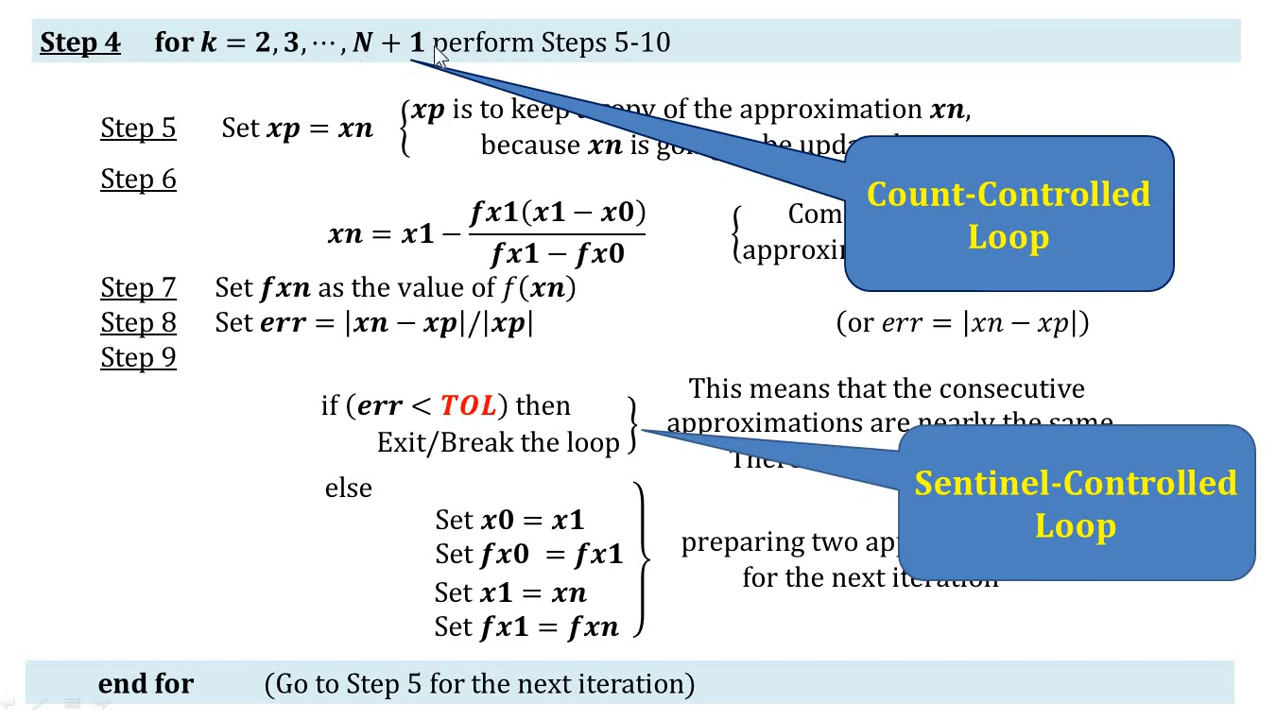 Step 4 for k = 2, 3, ⋯, N + 1 perform Steps 5-10
Step 5 Set xp = xn { xp is to keep a copy of the approximation xn,
because xn is going be
Step 6
xn = x1 − fx1(x1 − x0) / fx1 − fx0
Count-Controlled
Loop
Step 7 Set fxn as the value of f(xn)
Step 8 Set err = |xn − xp|/|xp| (or err = |xn − xp|)
Step 9
if (err < TOL) then
Exit/Break the loop
This means that the consecutive
approximations are nearly the same
Sentinel-Controlled
Loop
else
Set x0 = x1
Set fx0 = fx1
Set x1 = xn
Set fx1 = fxn
preparing two
for the next iteration
end for (Go to Step 5 for the next iteration)